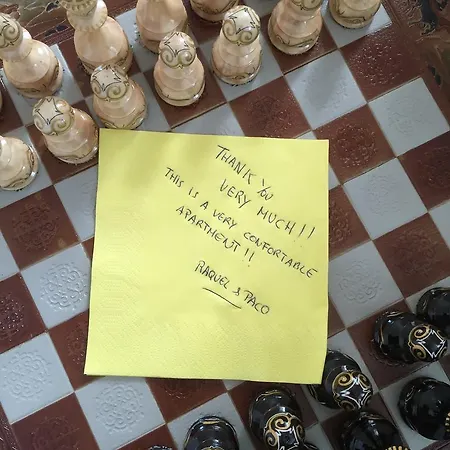 THANK YOU
VERY MUCH!!
THIS IS A VERY CONFORTABLE
APARTMENT!!
RAQUEL & PACO